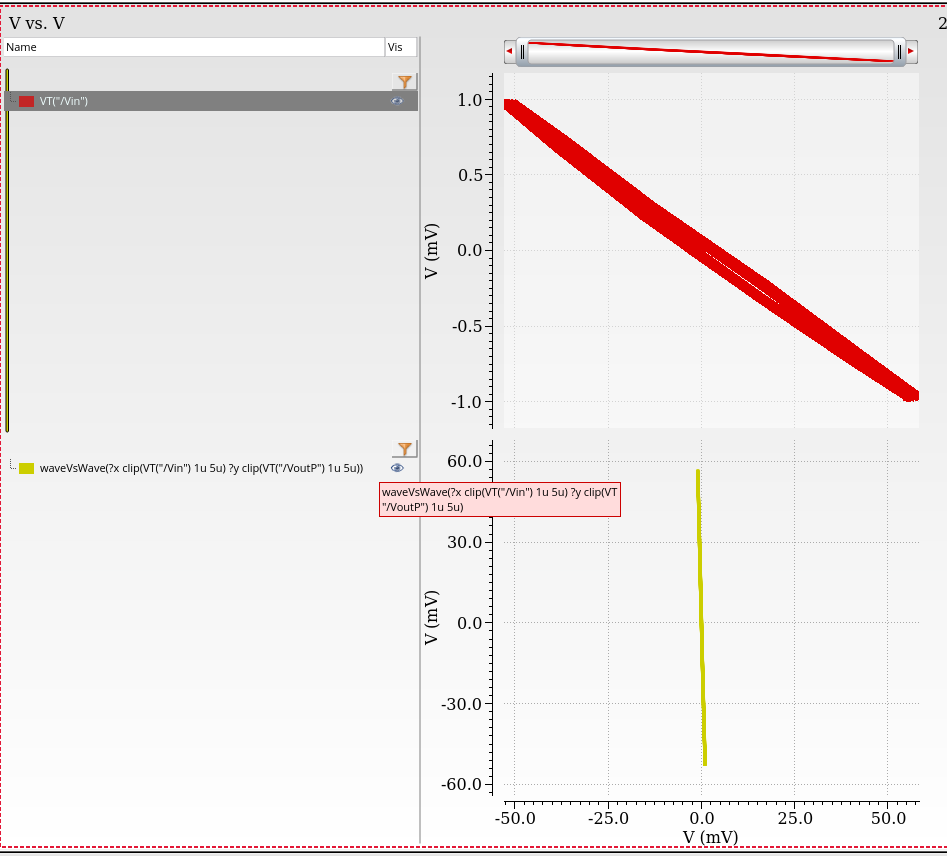 V vs. V
2
Name
Vis
VT("/Vin")
1.0
0.5
0.0
-0.5
-1.0
V (mV)
waveVsWave(?x clip(VT("/Vin") 1u 5u) ?y clip(VT("/VoutP") 1u 5u))
waveVsWave(?x clip(VT("/Vin") 1u 5u) ?y clip(VT
"/VoutP") 1u 5u)
60.0
30.0
0.0
-30.0
-60.0
V (mV)
-50.0
-25.0
0.0
25.0
50.0
V (mV)